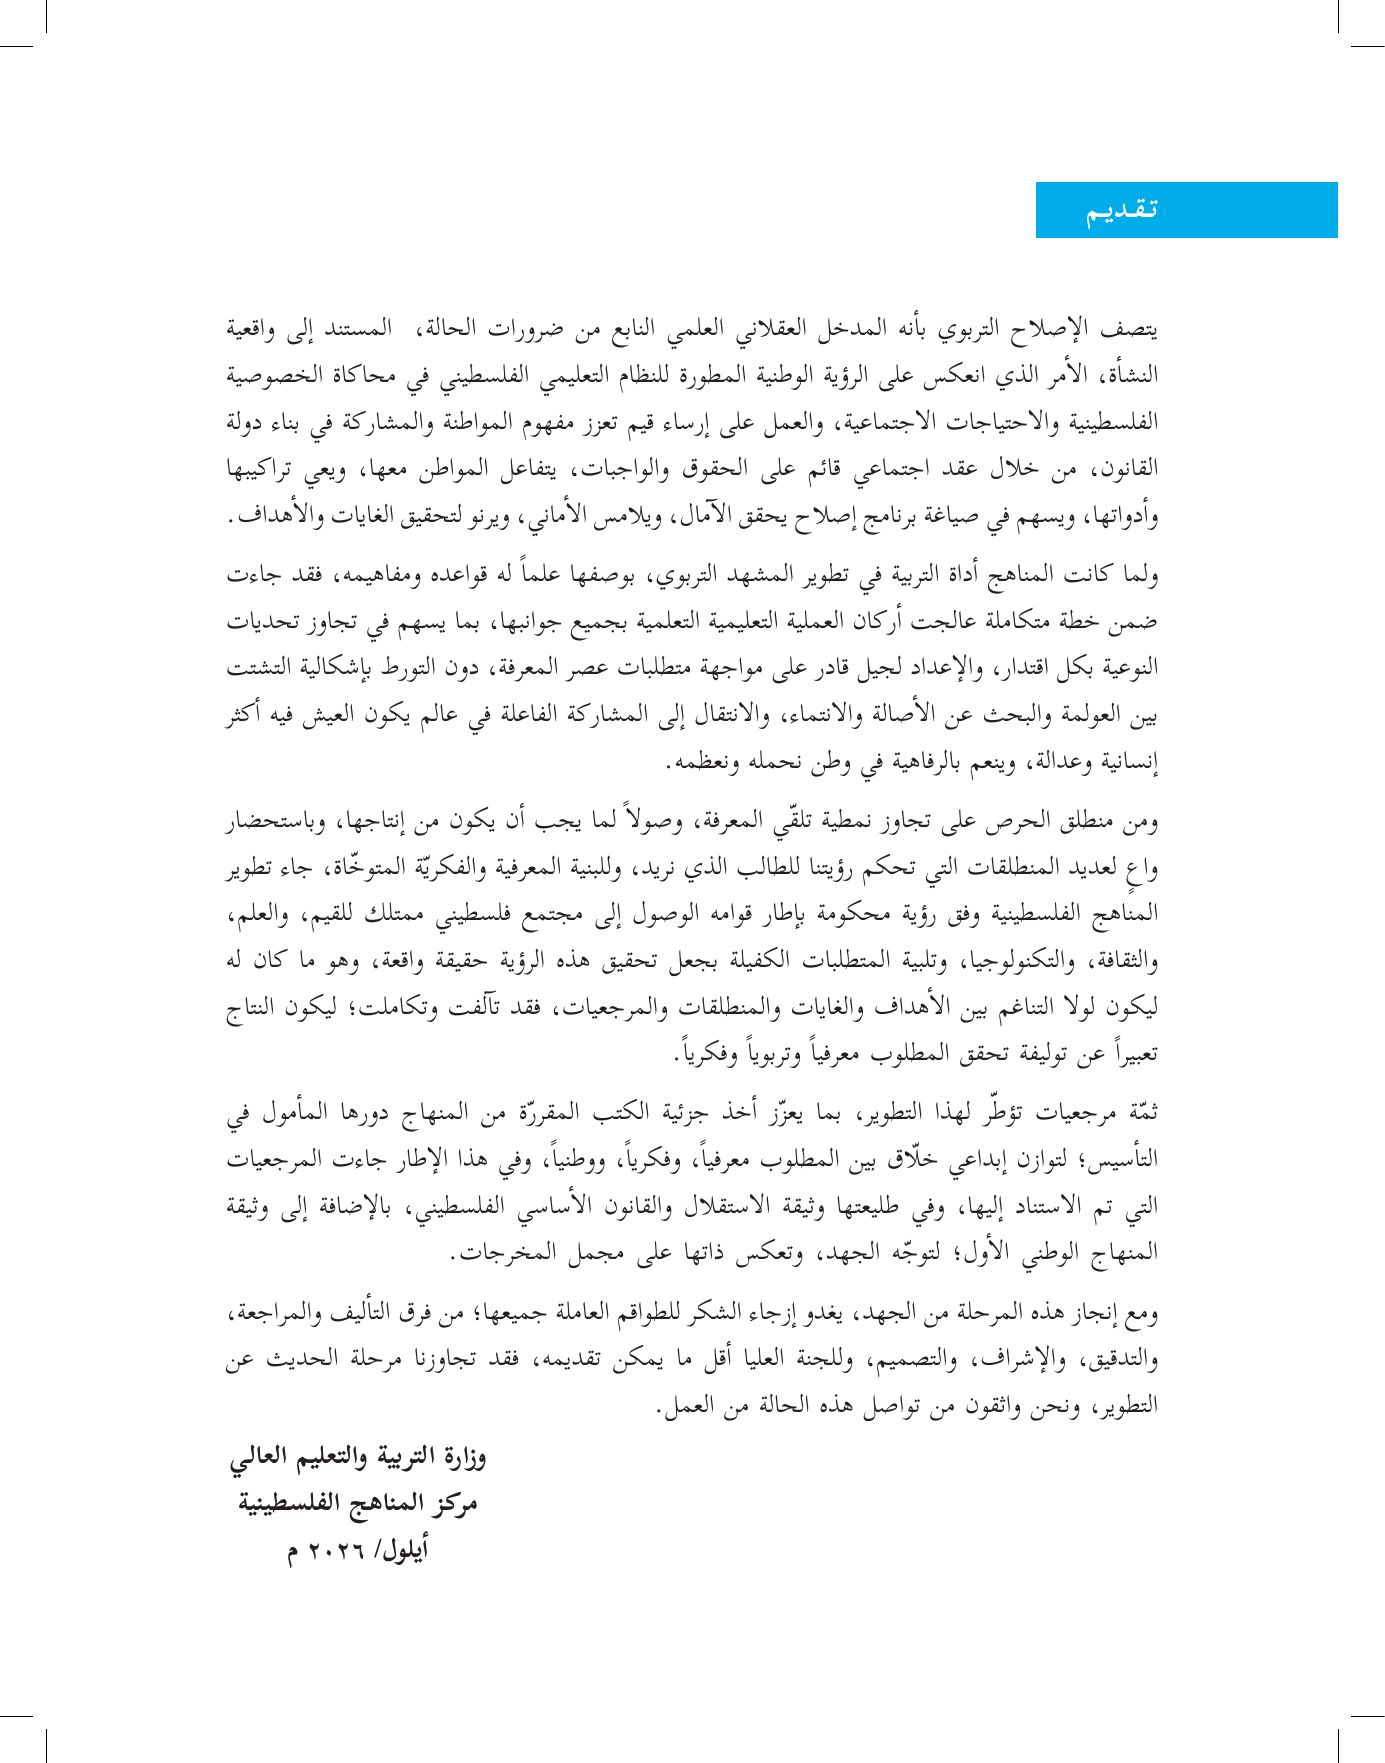 تـقـديـم
يتصف الإصلاح التربوي بأنه المدخل العقلاني العلمي النابع من ضرورات الحالة، المستند إلى واقعية
النشأة، الأمر الذي انعكس على الرؤية الوطنية المطورة للنظام التعليمي الفلسطيني في محاكاة الخصوصية
الفلسطينية والاحتياجات الاجتماعية، والعمل على إرساء قيم تعزز مفهوم المواطنة والمشاركة في بناء دولة
القانون، من خلال عقد اجتماعي قائم على الحقوق والواجبات، يتفاعل المواطن معها، ويعي تراكيبها
وأدواتها، ويسهم في صياغة برنامج إصلاح يحقق الآمال، ويلامس الأماني، ويرنو لتحقيق الغايات والأهداف.
ولما كانت المناهج أداة التربية في تطوير المشهد التربوي، بوصفها علماً له قواعده ومفاهيمه، فقد جاءت
ضمن خطة متكاملة عالجت أركان العملية التعليمية التعلمية بجميع جوانبها، بما يسهم في تجاوز تحديات
النوعية بكل اقتدار، والإعداد لجيل قادر على مواجهة متطلبات عصر المعرفة، دون التورط بإشكالية التشتت
بين العولمة والبحث عن الأصالة والانتماء، والانتقال إلى المشاركة الفاعلة في عالم يكون العيش فيه أكثر
إنسانية وعدالة، وينعم بالرفاهية في وطن نحمله ونعظمه.
ومن منطلق الحرص على تجاوز نمطية تلقّي المعرفة، وصولاً لما يجب أن يكون من إنتاجها، وباستحضار
واعٍ لعديد المنطلقات التي تحكم رؤيتنا للطالب الذي نريد، وللبنية المعرفية والفكريّة المتوخّاة، جاء تطوير
المناهج الفلسطينية وفق رؤية محكومة بإطار قوامه الوصول إلى مجتمع فلسطيني ممتلك للقيم، والعلم،
والثقافة، والتكنولوجيا، وتلبية المتطلبات الكفيلة بجعل تحقيق هذه الرؤية حقيقة واقعة، وهو ما كان له
ليكون لولا التناغم بين الأهداف والغايات والمنطلقات والمرجعيات، فقد تآلفت وتكاملت؛ ليكون النتاج
تعبيراً عن توليفة تحقق المطلوب معرفياً وتربوياً وفكرياً.
ثمّة مرجعيات تؤطّر لهذا التطوير، بما يعزّز أخذ جزئية الكتب المقررّة من المنهاج دورها المأمول في
التأسيس؛ لتوازن إبداعي خلّاق بين المطلوب معرفياً، وفكرياً، ووطنياً، وفي هذا الإطار جاءت المرجعيات
التي تم الاستناد إليها، وفي طليعتها وثيقة الاستقلال والقانون الأساسي الفلسطيني، بالإضافة إلى وثيقة
المنهاج الوطني الأول؛ لتوجّه الجهد، وتعكس ذاتها على مجمل المخرجات.
ومع إنجاز هذه المرحلة من الجهد، يغدو إزجاء الشكر للطواقم العاملة جميعها؛ من فرق التأليف والمراجعة،
والتدقيق، والإشراف، والتصميم، وللجنة العليا أقل ما يمكن تقديمه، فقد تجاوزنا مرحلة الحديث عن
التطوير، ونحن واثقون من تواصل هذه الحالة من العمل.
وزارة التربية والتعليم العالي
مركز المناهج الفلسطينية
أيلول/ ٢٠٢٦ م